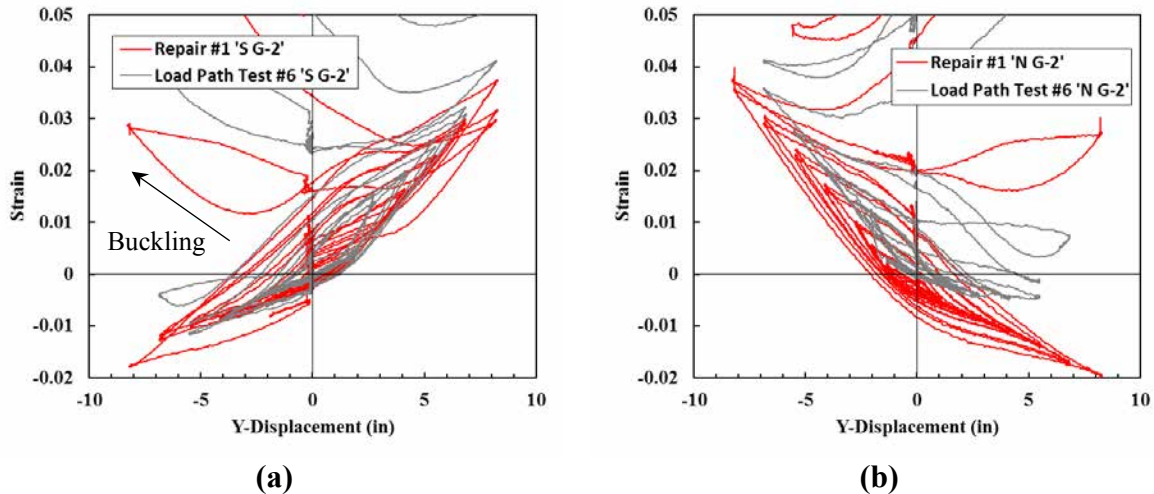 0.05
0.04
0.03
0.02
0.01
0
-0.01
-0.02
Strain
Repair #1 'S G-2'
Load Path Test #6 'S G-2'
Buckling
-10 -5 0 5 10
Y-Displacement (in)
(a)
0.05
0.04
0.03
0.02
0.01
0
-0.01
-0.02
Strain
Repair #1 'N G-2'
Load Path Test #6 'N G-2'
-10 -5 0 5 10
Y-Displacement (in)
(b)